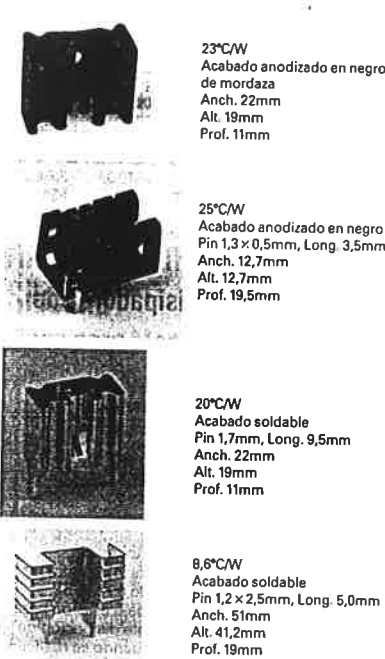 23°C/W
Acabado anodizado en negro
de mordaza
Anch. 22mm
Alt. 19mm
Prof. 11mm
25°C/W
Acabado anodizado en negro
Pin 1,3 × 0,5mm, Long. 3,5mm
Anch. 12,7mm
Alt. 12,7mm
Prof. 19,5mm
20°C/W
Acabado soldable
Pin 1,7mm, Long. 9,5mm
Anch. 22mm
Alt. 19mm
Prof. 11mm
8,6°C/W
Acabado soldable
Pin 1,2 × 2,5mm, Long. 5,0mm
Anch. 51mm
Alt. 41,2mm
Prof. 19mm